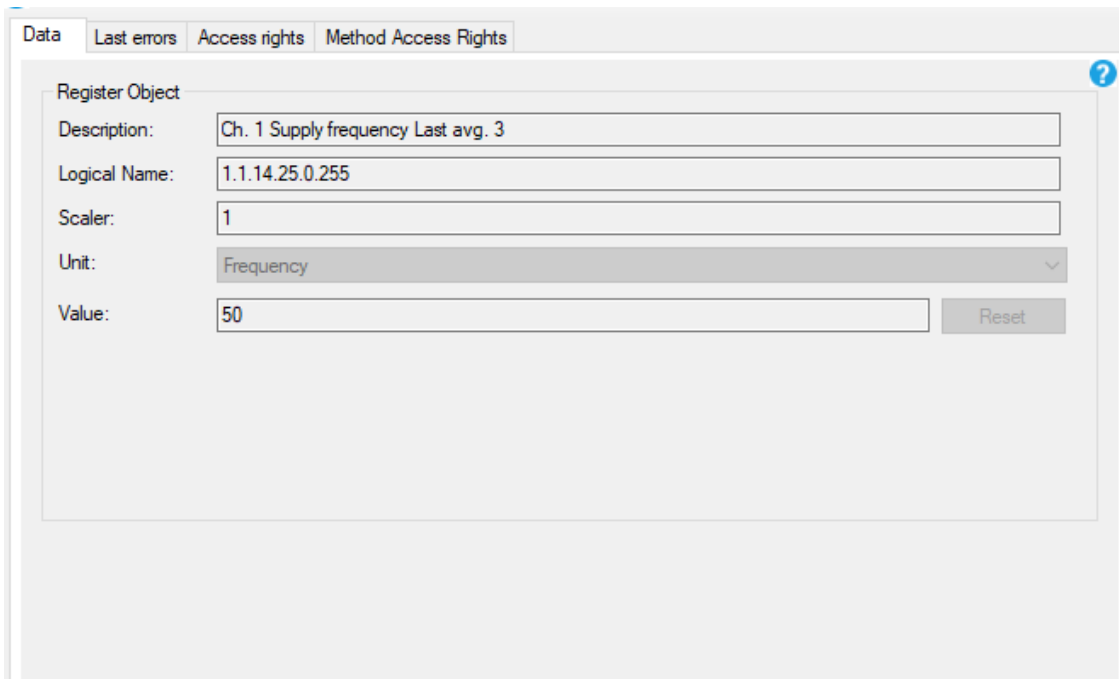 Data Last errors Access rights Method Access Rights
?
Register Object
Description: Ch. 1 Supply frequency Last avg. 3
Logical Name: 1.1.14.25.0.255
Scaler: 1
Unit: Frequency
Value: 50 Reset